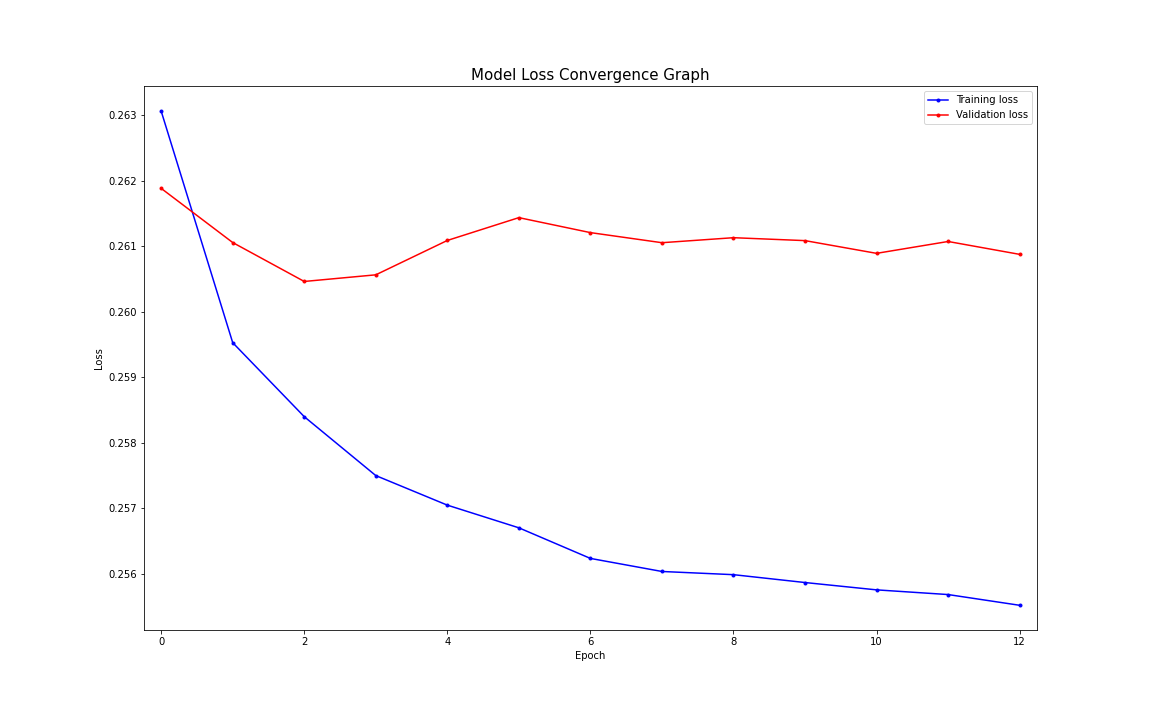 Model Loss Convergence Graph
Training loss
Validation loss
0.263
0.262
0.261
0.260
0.259
0.258
0.257
0.256
Loss
0 2 4 6 8 10 12
Epoch